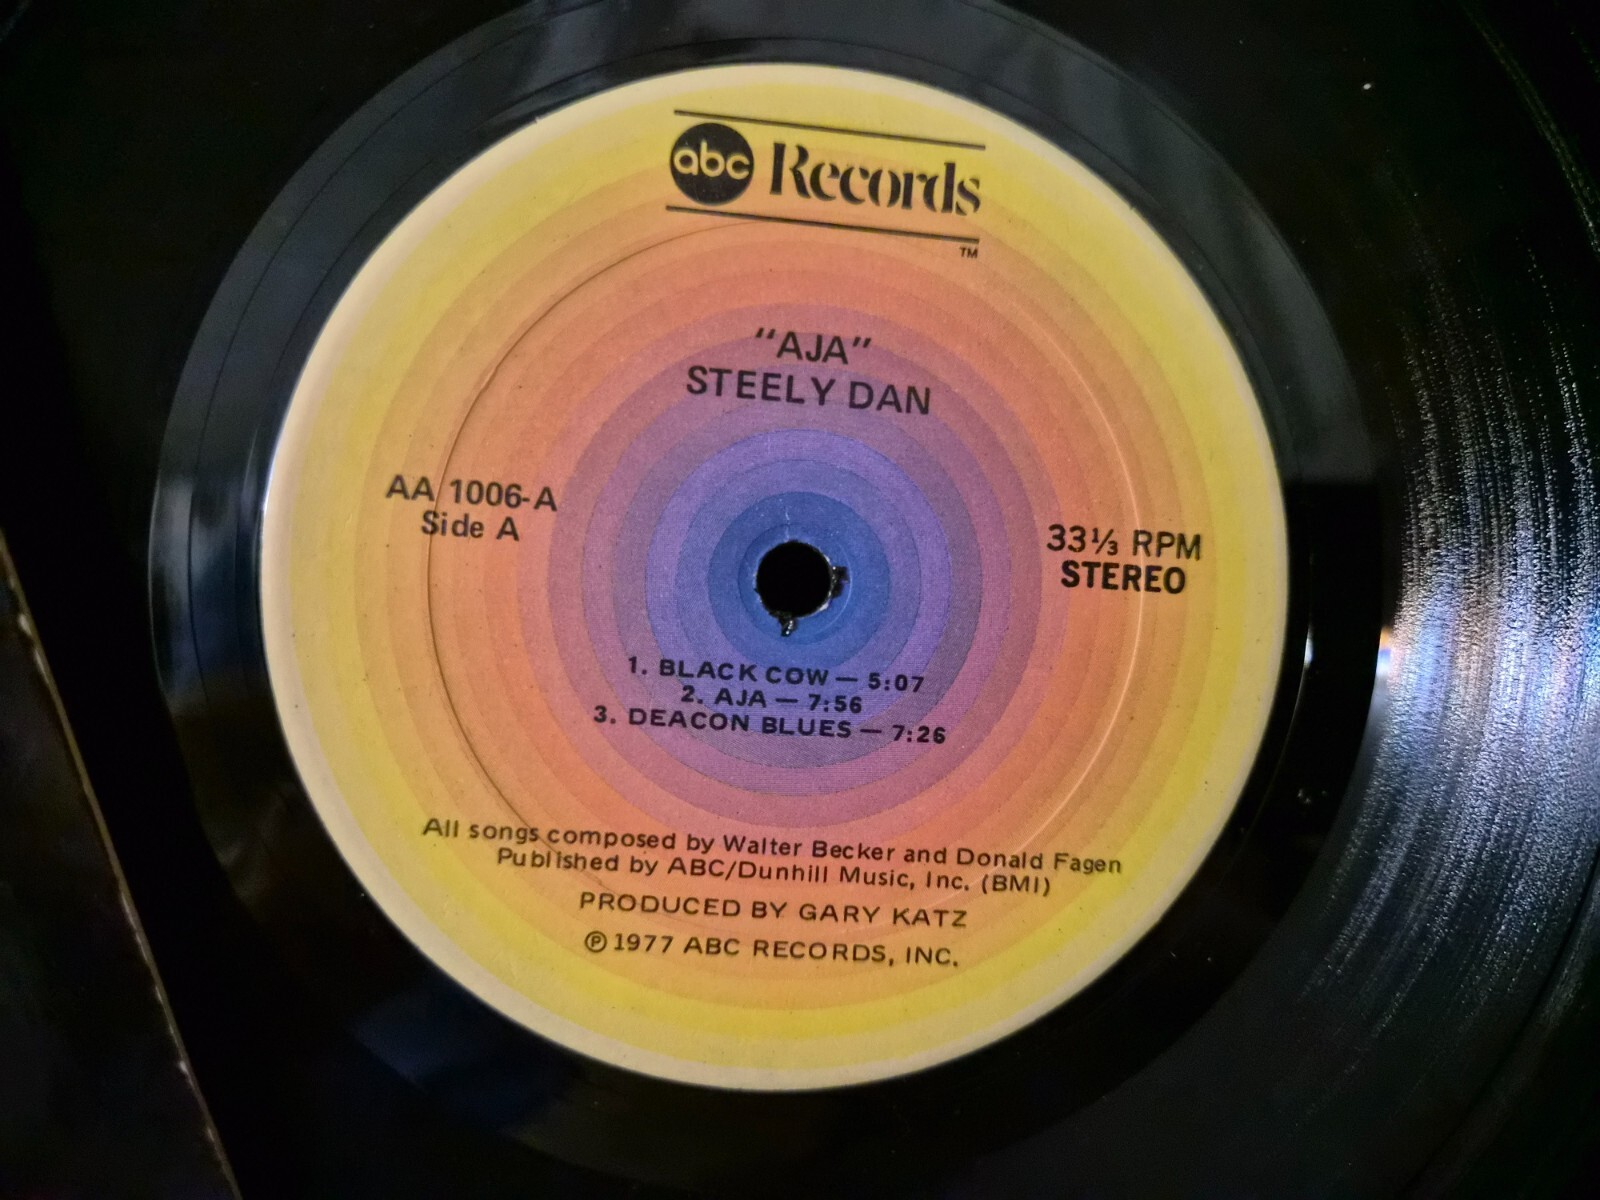 abc Records
TM
"AJA"
STEELY DAN
AA 1006-A
Side A
33⅓ RPM
STEREO
1. BLACK COW — 5:07
2. AJA — 7:56
3. DEACON BLUES — 7:26
All songs composed by Walter Becker and Donald Fagen
Published by ABC/Dunhill Music, Inc. (BMI)
PRODUCED BY GARY KATZ
℗ 1977 ABC RECORDS, INC.